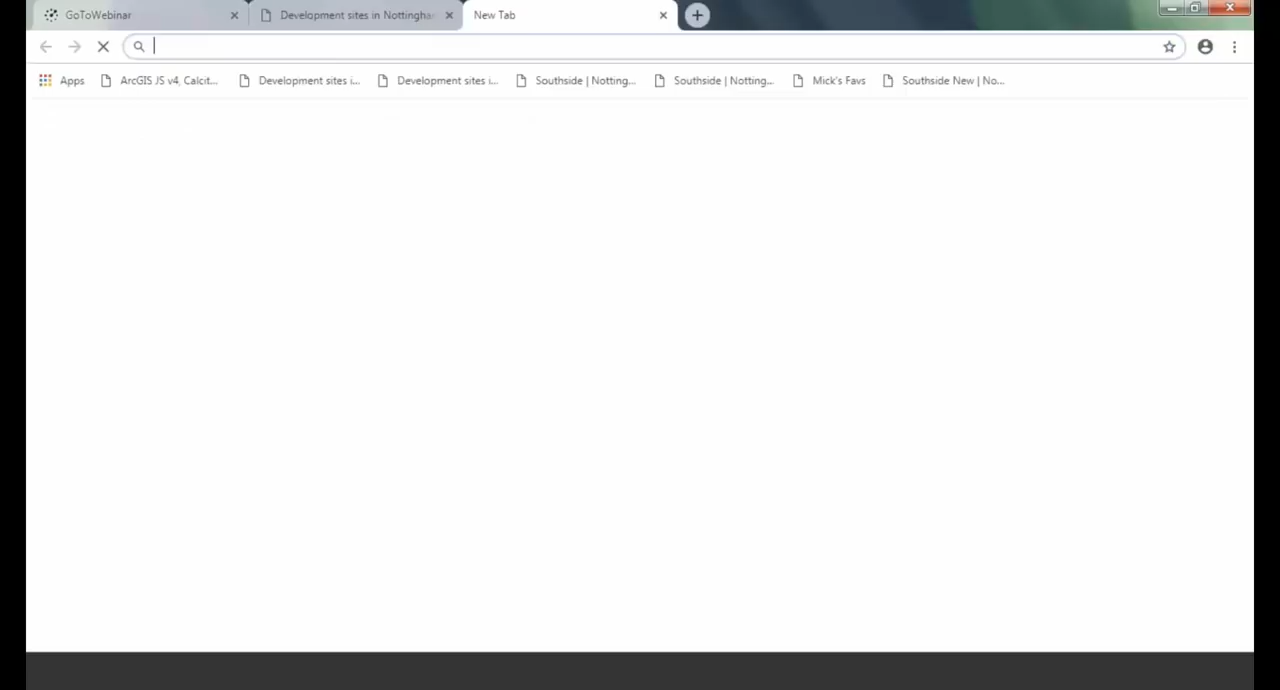 GoToWebinar
Development sites in Nottingha
New Tab
Apps
ArcGIS JS v4, Calcit...
Development sites i...
Development sites i...
Southside | Notting...
Southside | Notting...
Mick's Favs
Southside New | No...